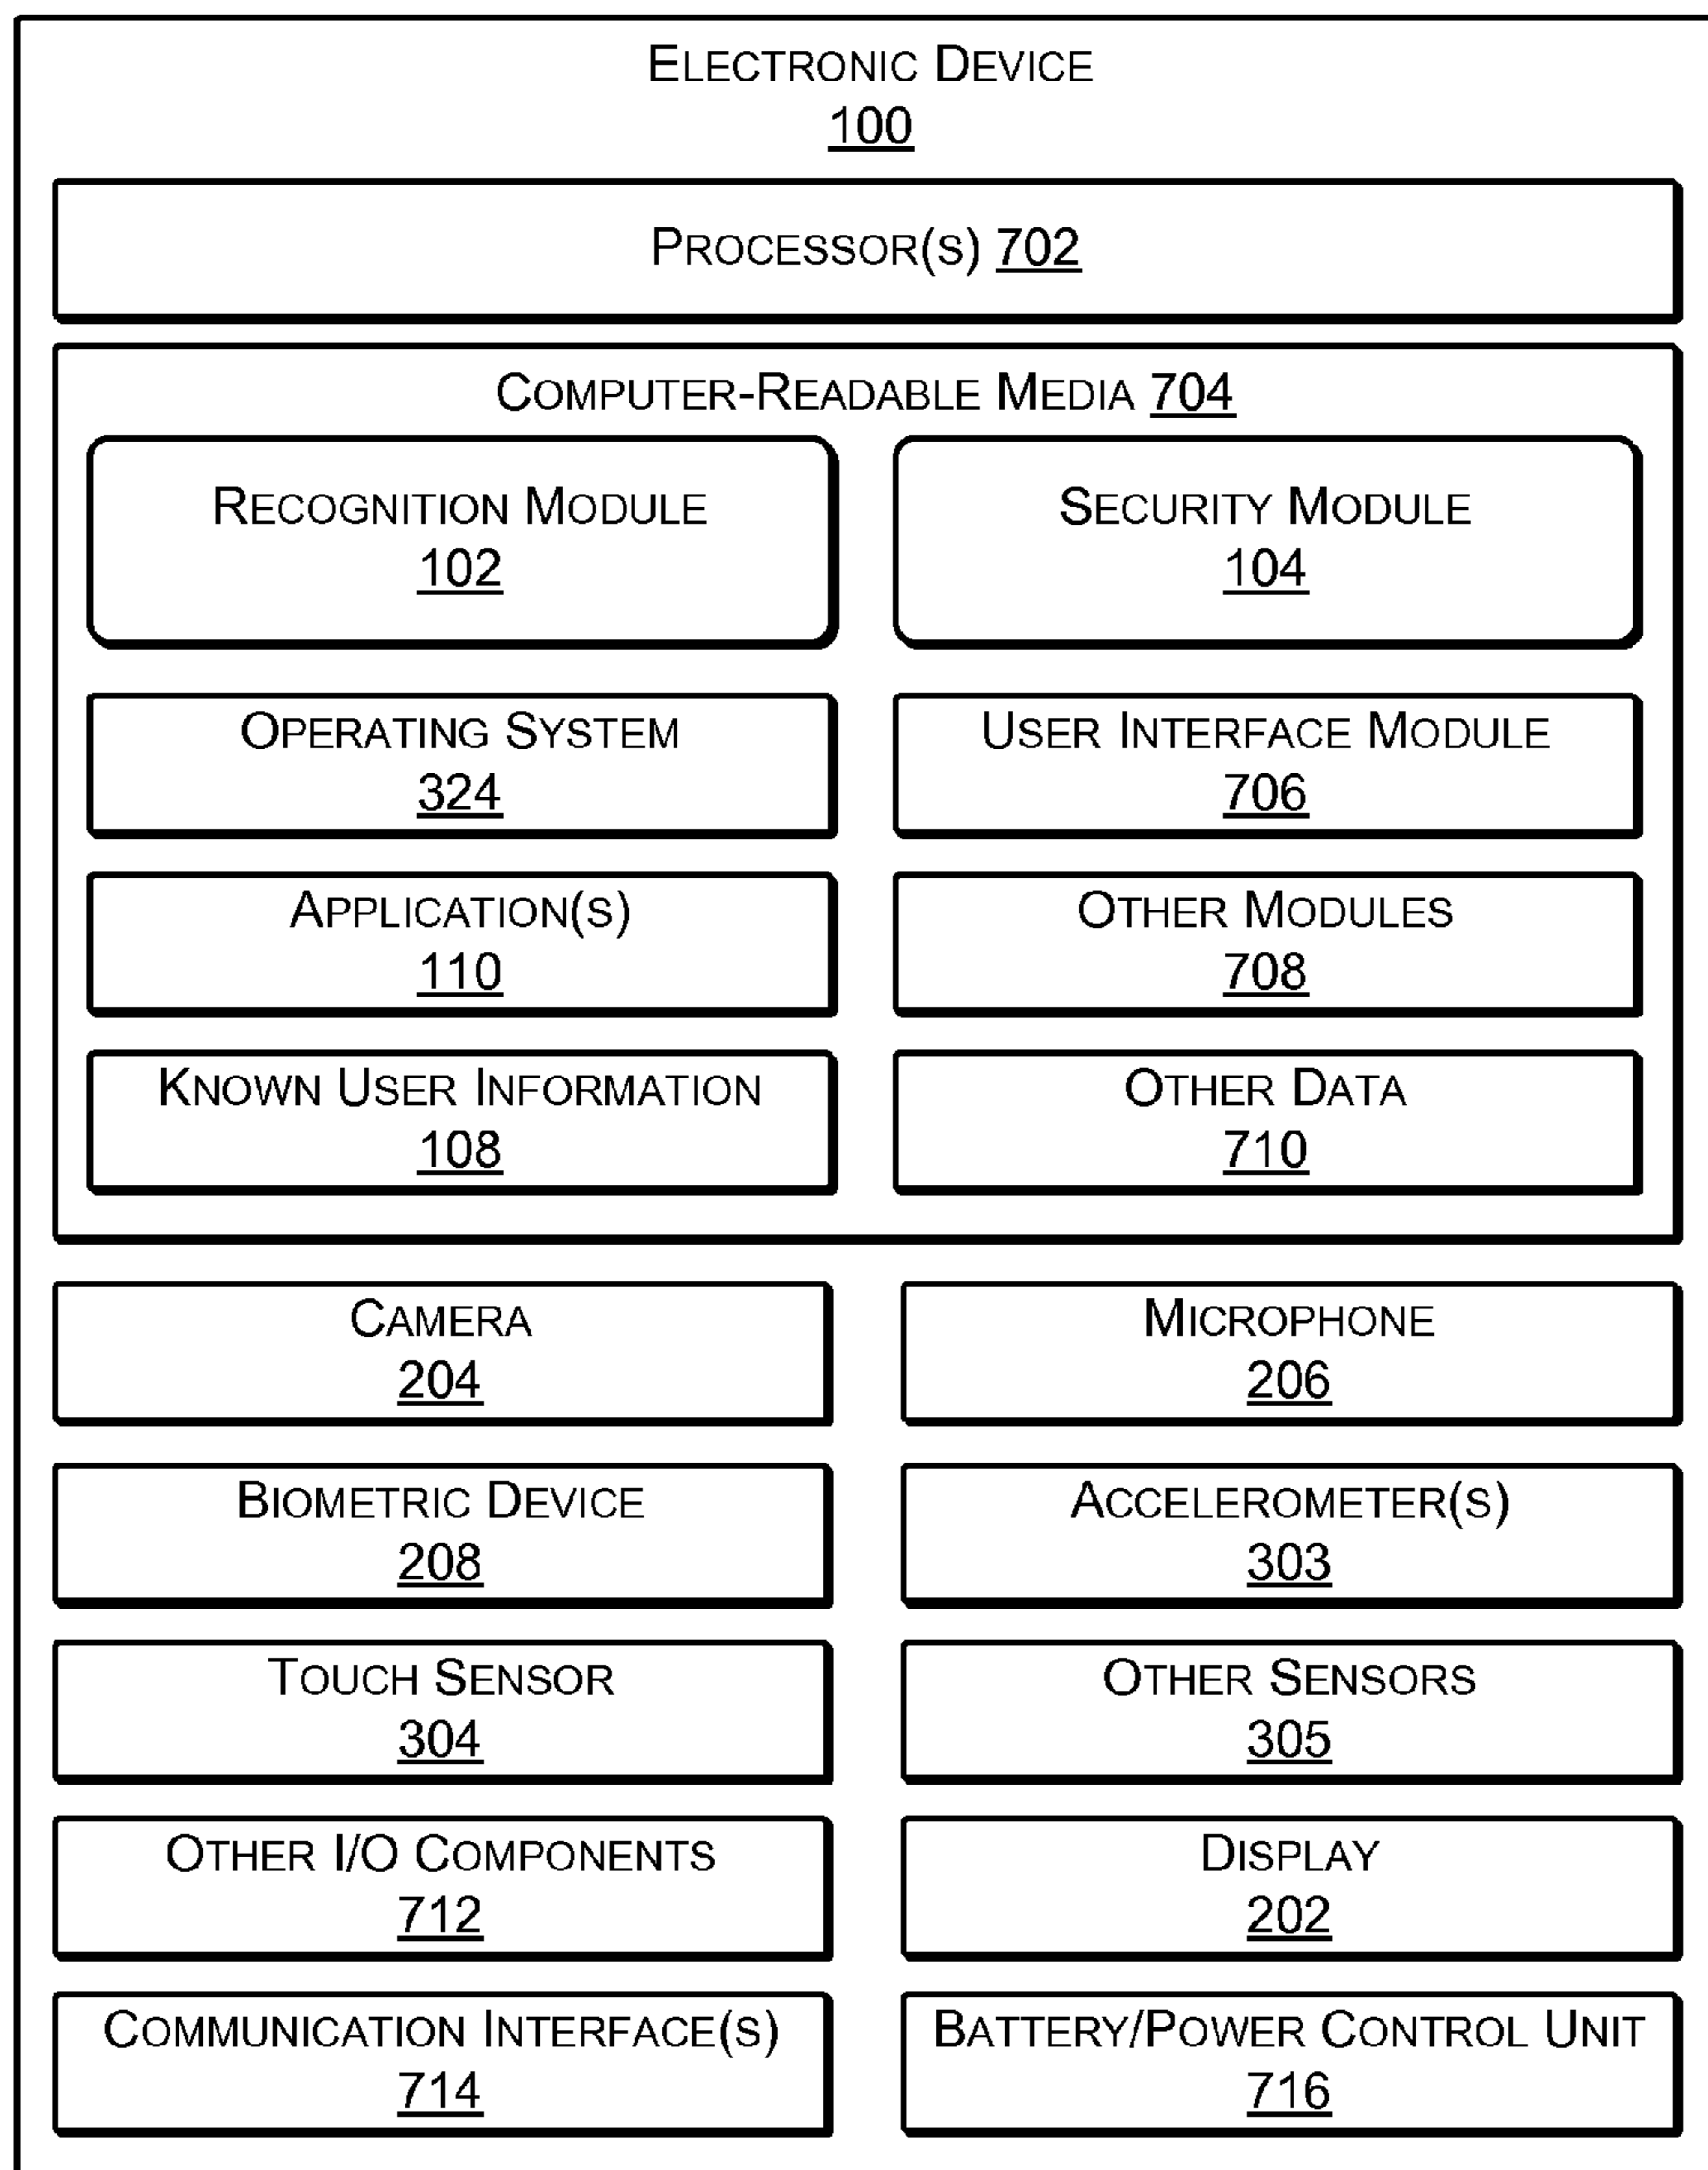 ELECTRONIC DEVICE
100
PROCESSOR(S) 702
COMPUTER-READABLE MEDIA 704
RECOGNITION MODULE
102
SECURITY MODULE
104
OPERATING SYSTEM
324
USER INTERFACE MODULE
706
APPLICATION(S)
110
OTHER MODULES
708
KNOWN USER INFORMATION
108
OTHER DATA
710
CAMERA
204
MICROPHONE
206
BIOMETRIC DEVICE
208
ACCELEROMETER(S)
303
TOUCH SENSOR
304
OTHER SENSORS
305
OTHER I/O COMPONENTS
712
DISPLAY
202
COMMUNICATION INTERFACE(S)
714
BATTERY/POWER CONTROL UNIT
716